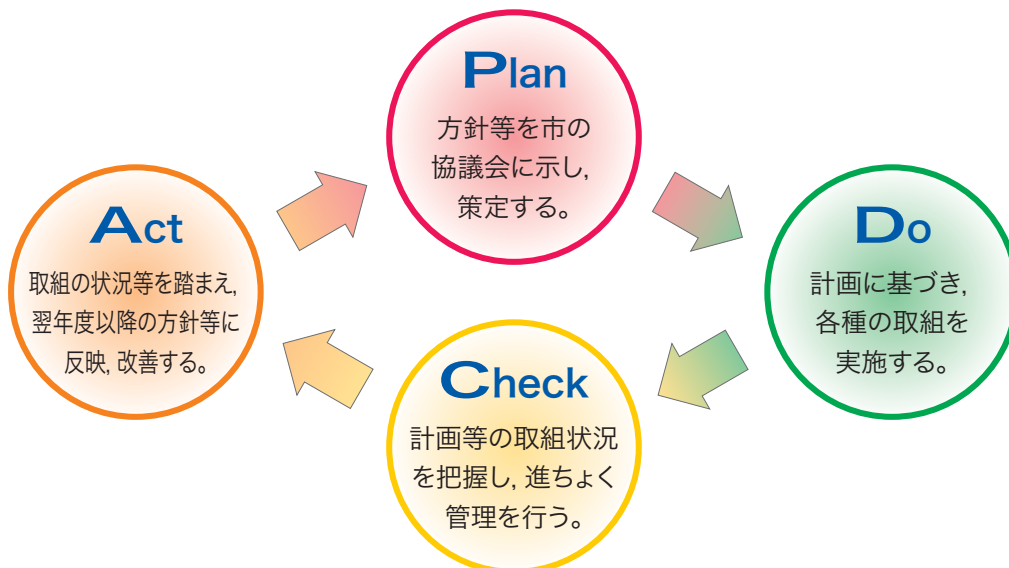 Plan
方針等を市の
協議会に示し,
策定する。
Do
計画に基づき,
各種の取組を
実施する。
Check
計画等の取組状況
を把握し, 進ちょく
管理を行う。
Act
取組の状況等を踏まえ,
翌年度以降の方針等に
反映, 改善する。